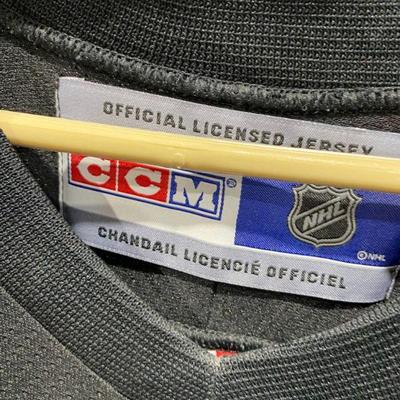 OFFICIAL LICENSED JERSEY
CCM®
NHL
©NHL
CHANDAIL LICENCIÉ OFFICIEL